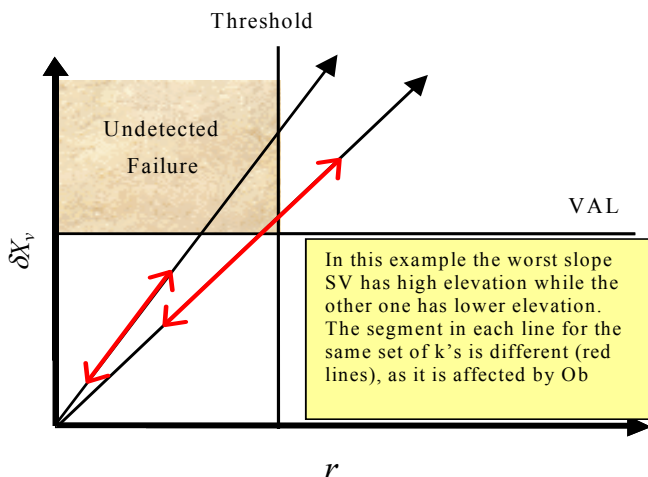 Threshold
Undetected
Failure
VAL
δX_v
In this example the worst slope
SV has high elevation while the
other one has lower elevation.
The segment in each line for the
same set of k's is different (red
lines), as it is affected by Ob
r